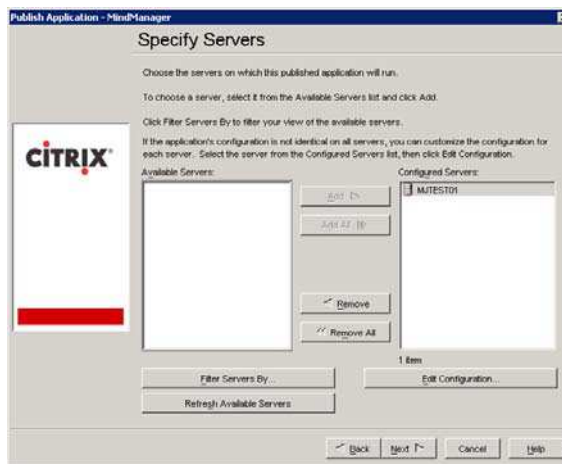 Publish Application - MindManager
Specify Servers
Choose the servers on which this published application will run.
To choose a server, select it from the Available Servers list and click Add.
Click Filter Servers By to filter your view of the available servers.
If the application's configuration is not identical on all servers, you can customize the configuration for
each server. Select the server from the Configured Servers list, then click Edit Configuration.
CITRIX
Available Servers:
Configured Servers:
MJTEST01
Add
Add All
Remove
Remove All
1 item
Filter Servers By...
Edit Configuration...
Refresh Available Servers
Back
Next
Cancel
Help